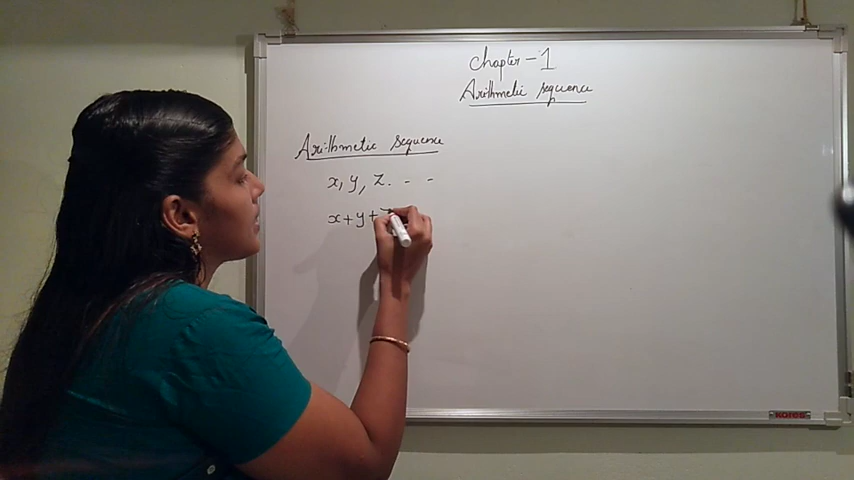 Chapter - 1
Arithmetic sequence
Arithmetic sequence
x, y, z. - -
x+y+z
KORES